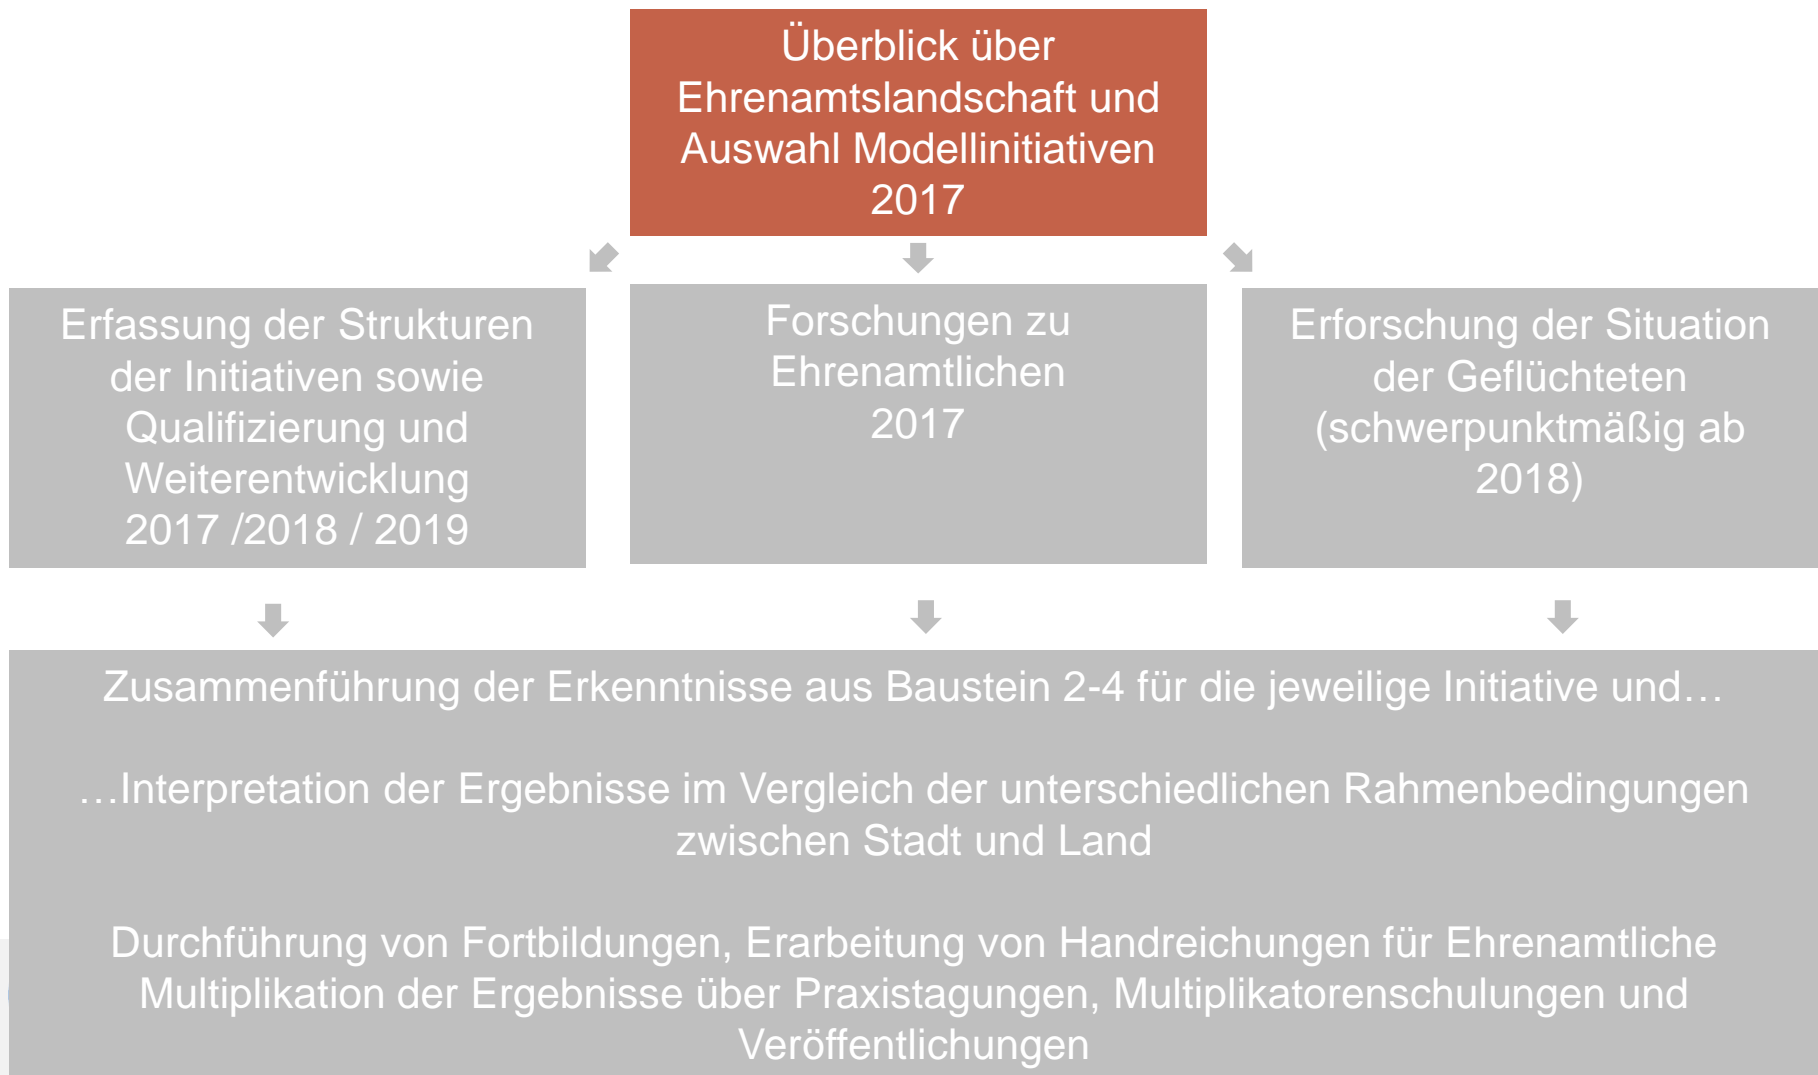 Überblick über
Ehrenamtslandschaft und
Auswahl Modellinitiativen
2017
Erfassung der Strukturen
der Initiativen sowie
Qualifizierung und
Weiterentwicklung
2017 /2018 / 2019
Forschungen zu
Ehrenamtlichen
2017
Erforschung der Situation
der Geflüchteten
(schwerpunktmäßig ab
2018)
Zusammenführung der Erkenntnisse aus Baustein 2-4 für die jeweilige Initiative und…
…Interpretation der Ergebnisse im Vergleich der unterschiedlichen Rahmenbedingungen
zwischen Stadt und Land
Durchführung von Fortbildungen, Erarbeitung von Handreichungen für Ehrenamtliche
Multiplikation der Ergebnisse über Praxistagungen, Multiplikatorenschulungen und
Veröffentlichungen